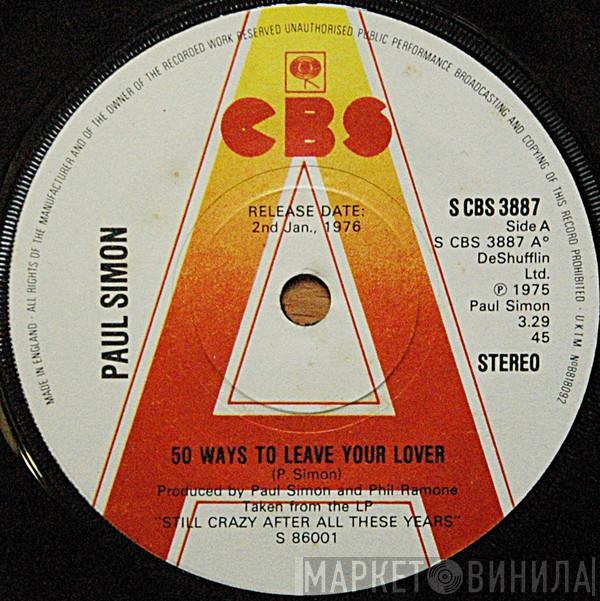 MADE IN ENGLAND · ALL RIGHTS OF THE MANUFACTURER AND OF THE OWNER OF THE RECORDED WORK RESERVED UNAUTHORISED PUBLIC PERFORMANCE BROADCASTING AND COPYING OF THIS RECORD PROHIBITED · U K T M Nº 8818092
CBS
RELEASE DATE:
2nd Jan., 1976
S CBS 3887
Side A
S CBS 3887 A°
DeShufflin
Ltd.
Ⓟ 1975
Paul Simon
3.29
45
STEREO
PAUL SIMON
A
50 WAYS TO LEAVE YOUR LOVER
(P. Simon)
Produced by Paul Simon and Phil Ramone
Taken from the LP
"STILL CRAZY AFTER ALL THESE YEARS"
S 86001
МАРКЕТ ВИНИЛА